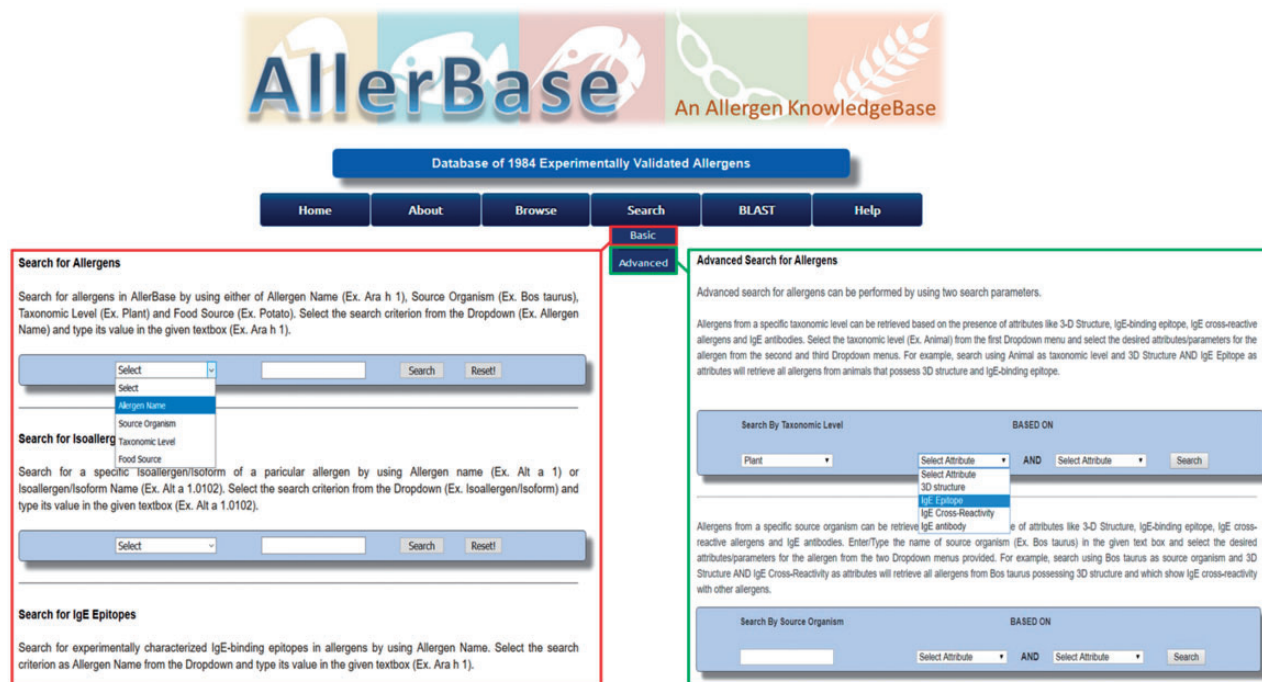 AllerBase
An Allergen KnowledgeBase
Database of 1984 Experimentally Validated Allergens
Home About Browse Search BLAST Help
Basic
Advanced
Search for Allergens
Search for allergens in AllerBase by using either of Allergen Name (Ex. Ara h 1), Source Organism (Ex. Bos taurus),
Taxonomic Level (Ex. Plant) and Food Source (Ex. Potato). Select the search criterion from the Dropdown (Ex. Allergen
Name) and type its value in the given textbox (Ex. Ara h 1).
Select Search Reset!
Select
Allergen Name
Source Organism
Taxonomic Level
Food Source
Search for Isoallerg
Search for a specific Isoallergen/Isoform of a paricular allergen by using Allergen name (Ex. Alt a 1) or
Isoallergen/Isoform Name (Ex. Alt a 1.0102). Select the search criterion from the Dropdown (Ex. Isoallergen/Isoform) and
type its value in the given textbox (Ex. Alt a 1.0102).
Select Search Reset!
Search for IgE Epitopes
Search for experimentally characterized IgE-binding epitopes in allergens by using Allergen Name. Select the search
criterion as Allergen Name from the Dropdown and type its value in the given textbox (Ex. Ara h 1).
Advanced Search for Allergens
Advanced search for allergens can be performed by using two search parameters.
Allergens from a specific taxonomic level can be retrieved based on the presence of attributes like 3-D Structure, IgE-binding epitope, IgE cross-reactive
allergens and IgE antibodies. Select the taxonomic level (Ex. Animal) from the first Dropdown menu and select the desired attributes/parameters for the
allergen from the second and third Dropdown menus. For example, search using Animal as taxonomic level and 3D Structure AND IgE Epitope as
attributes will retrieve all allergens from animals that possess 3D structure and IgE-binding epitope.
Search By Taxonomic Level BASED ON
Plant Select Attribute AND Select Attribute Search
Select Attribute
3D structure
IgE Epitope
IgE Cross-Reactivity
IgE antibody
Allergens from a specific source organism can be retrieve e of attributes like 3-D Structure, IgE-binding epitope, IgE cross-
reactive allergens and IgE antibodies. Enter/Type the name of source organism (Ex. Bos taurus) in the given text box and select the desired
attributes/parameters for the allergen from the two Dropdown menus provided. For example, search using Bos taurus as source organism and 3D
Structure AND IgE Cross-Reactivity as attributes will retrieve all allergens from Bos taurus possessing 3D structure and which show IgE cross-reactivity
with other allergens.
Search By Source Organism BASED ON
Select Attribute AND Select Attribute Search